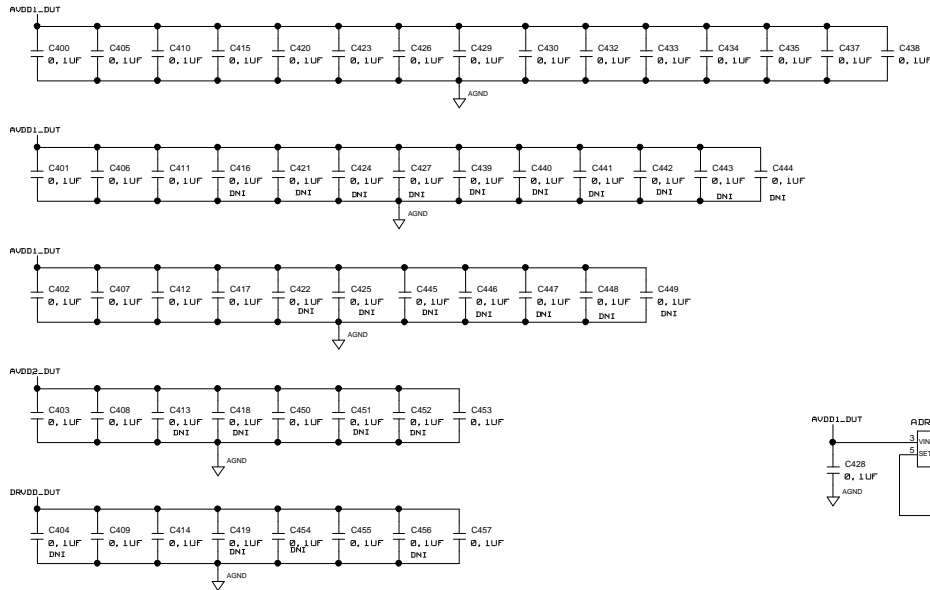 AVDD1_DUT
C400 C405 C410 C415 C420 C423 C426 C429 C430 C432 C433 C434 C435 C437 C438
0.1UF 0.1UF 0.1UF 0.1UF 0.1UF 0.1UF 0.1UF 0.1UF 0.1UF 0.1UF 0.1UF 0.1UF 0.1UF 0.1UF 0.1UF
AGND
AVDD1_DUT
C401 C406 C411 C416 C421 C424 C427 C439 C440 C441 C442 C443 C444
0.1UF 0.1UF 0.1UF 0.1UF 0.1UF 0.1UF 0.1UF 0.1UF 0.1UF 0.1UF 0.1UF 0.1UF 0.1UF
DNI DNI DNI DNI DNI DNI DNI DNI DNI DNI
AGND
AVDD1_DUT
C402 C407 C412 C417 C422 C425 C445 C446 C447 C448 C449
0.1UF 0.1UF 0.1UF 0.1UF 0.1UF 0.1UF 0.1UF 0.1UF 0.1UF 0.1UF 0.1UF
DNI DNI DNI DNI DNI DNI DNI
AGND
AVDD2_DUT
C403 C408 C413 C418 C450 C451 C452 C453
0.1UF 0.1UF 0.1UF 0.1UF 0.1UF 0.1UF 0.1UF 0.1UF
DNI DNI DNI DNI
AGND
AVDD1_DUT
ADR
3 VIN
5 SET
C428
0.1UF
AGND
DRVDD_DUT
C404 C409 C414 C419 C454 C455 C456 C457
0.1UF 0.1UF 0.1UF 0.1UF 0.1UF 0.1UF 0.1UF 0.1UF
DNI DNI DNI DNI
AGND